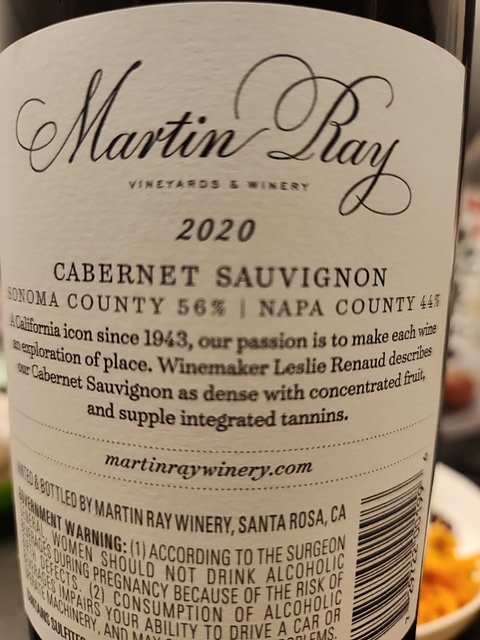 Martin Ray
VINEYARDS & WINERY
2020
CABERNET SAUVIGNON
SONOMA COUNTY 56% | NAPA COUNTY 44%
A California icon since 1943, our passion is to make each wine
an exploration of place. Winemaker Leslie Renaud describes
our Cabernet Sauvignon as dense with concentrated fruit,
and supple integrated tannins.
martinraywinery.com
& BOTTLED BY MARTIN RAY WINERY, SANTA ROSA, CA
GOVERNMENT WARNING: (1) ACCORDING TO THE SURGEON
GENERAL, WOMEN SHOULD NOT DRINK ALCOHOLIC
BEVERAGES DURING PREGNANCY BECAUSE OF THE RISK OF
DEFECTS. (2) CONSUMPTION OF ALCOHOLIC
BEVERAGES IMPAIRS YOUR ABILITY TO DRIVE A CAR OR
MACHINERY, AND MAY PROBLEMS.
CONTAINS SULFITES